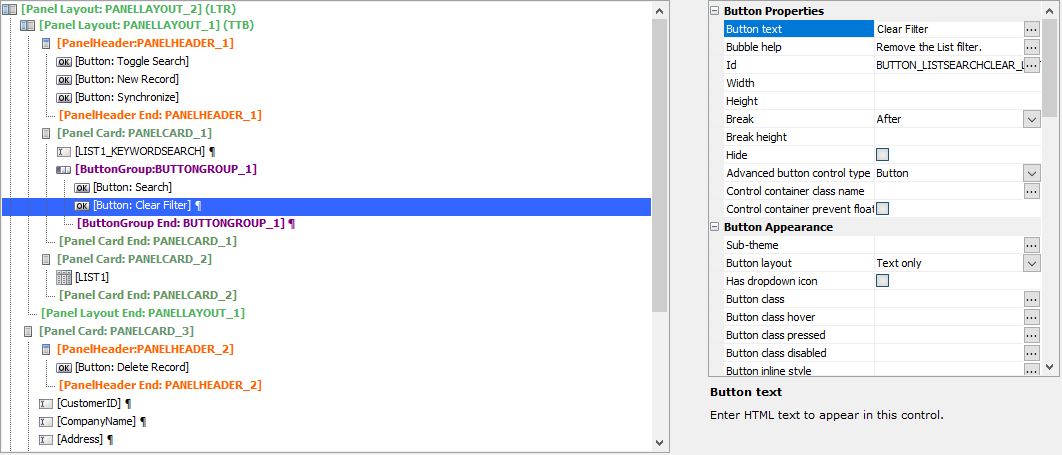 [Panel Layout: PANELLAYOUT_2] (LTR)
[Panel Layout: PANELLAYOUT_1] (TTB)
[PanelHeader:PANELHEADER_1]
OK [Button: Toggle Search]
OK [Button: New Record]
OK [Button: Synchronize]
[PanelHeader End: PANELHEADER_1]
[Panel Card: PANELCARD_1]
[LIST1_KEYWORDSEARCH] ¶
[ButtonGroup:BUTTONGROUP_1]
OK [Button: Search]
OK [Button: Clear Filter] ¶
[ButtonGroup End: BUTTONGROUP_1] ¶
[Panel Card End: PANELCARD_1]
[Panel Card: PANELCARD_2]
[LIST1]
[Panel Card End: PANELCARD_2]
[Panel Layout End: PANELLAYOUT_1]
[Panel Card: PANELCARD_3]
[PanelHeader:PANELHEADER_2]
OK [Button: Delete Record]
[PanelHeader End: PANELHEADER_2]
[CustomerID] ¶
[CompanyName] ¶
[Address] ¶
Button Properties
Button text Clear Filter ...
Bubble help Remove the List filter. ...
Id BUTTON_LISTSEARCHCLEAR_L ...
Width
Height
Break After
Break height
Hide
Advanced button control type Button
Control container class name ...
Control container prevent float
Button Appearance
Sub-theme ...
Button layout Text only
Has dropdown icon
Button class ...
Button class hover ...
Button class pressed ...
Button class disabled ...
Button inline style ...
Button text
Enter HTML text to appear in this control.